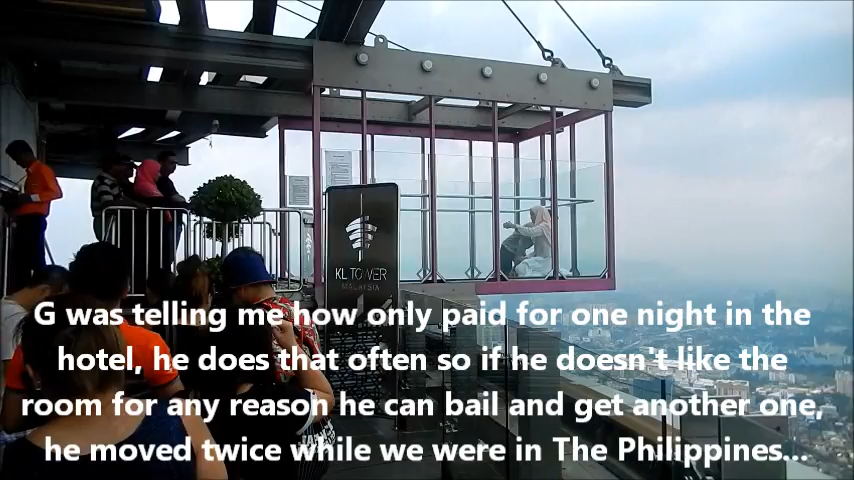 KL TOWER
MALAYSIA
G was telling me how only paid for one night in the
hotel, he does that often so if he doesn't like the
room for any reason he can bail and get another one,
he moved twice while we were in The Philippines...